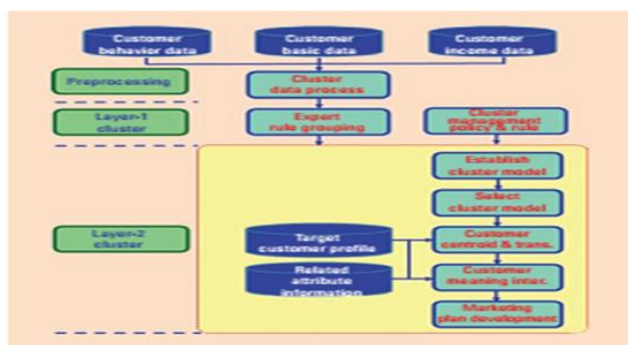 Customer
behavior data
Customer
basic data
Customer
income data
Preprocessing
Cluster
data process
Layer-1
cluster
Expert
rule grouping
Cluster
management
policy & rule
Establish
cluster model
Select
cluster model
Layer-2
cluster
Target
customer profile
Customer
centroid & trans.
Related
attribute
information
Customer
meaning inter.
Marketing
plan development